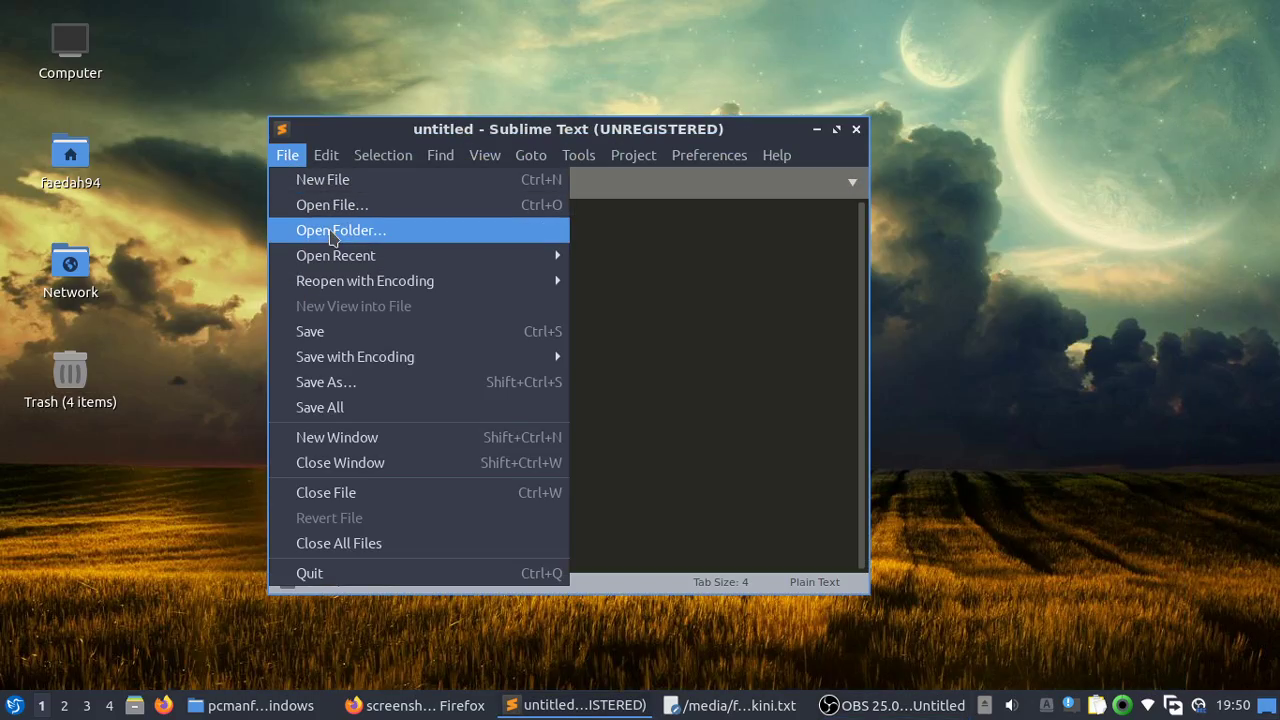 Computer
faedah94
Network
Trash (4 items)
untitled - Sublime Text (UNREGISTERED)
File Edit Selection Find View Goto Tools Project Preferences Help
New File Ctrl+N
Open File... Ctrl+O
Open Folder...
Open Recent
Reopen with Encoding
New View into File
Save Ctrl+S
Save with Encoding
Save As... Shift+Ctrl+S
Save All
New Window Shift+Ctrl+N
Close Window Shift+Ctrl+W
Close File Ctrl+W
Revert File
Close All Files
Quit Ctrl+Q
Tab Size: 4 Plain Text
1 2 3 4 pcmanf...indows screensh... Firefox untitled...ISTERED) /media/f...kini.txt OBS 25.0...Untitled A 19:50